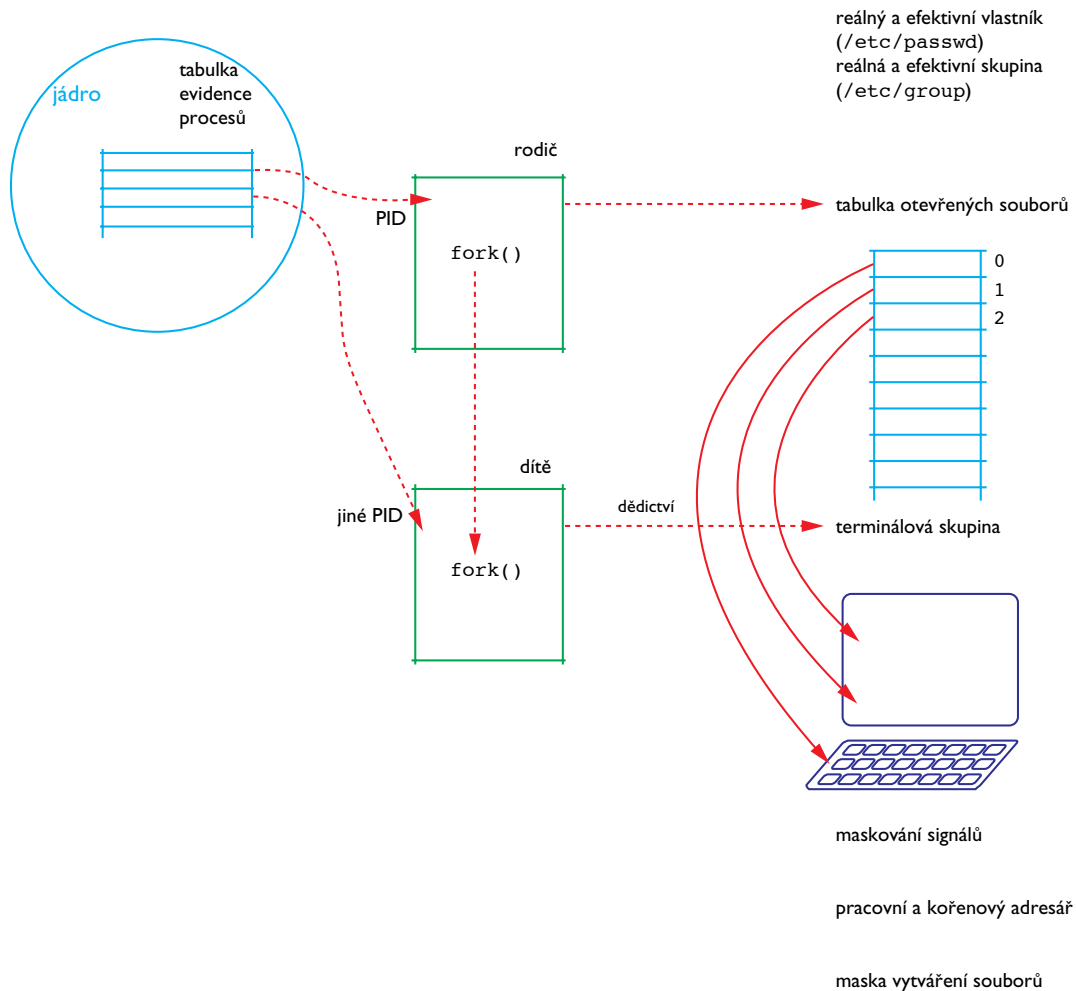 reálný a efektivní vlastník
(/etc/passwd)
reálná a efektivní skupina
(/etc/group)
jádro
tabulka
evidence
procesů
rodič
PID
fork()
tabulka otevřených souborů
0
1
2
dítě
jiné PID
fork()
dědictví
terminálová skupina
maskování signálů
pracovní a kořenový adresář
maska vytváření souborů